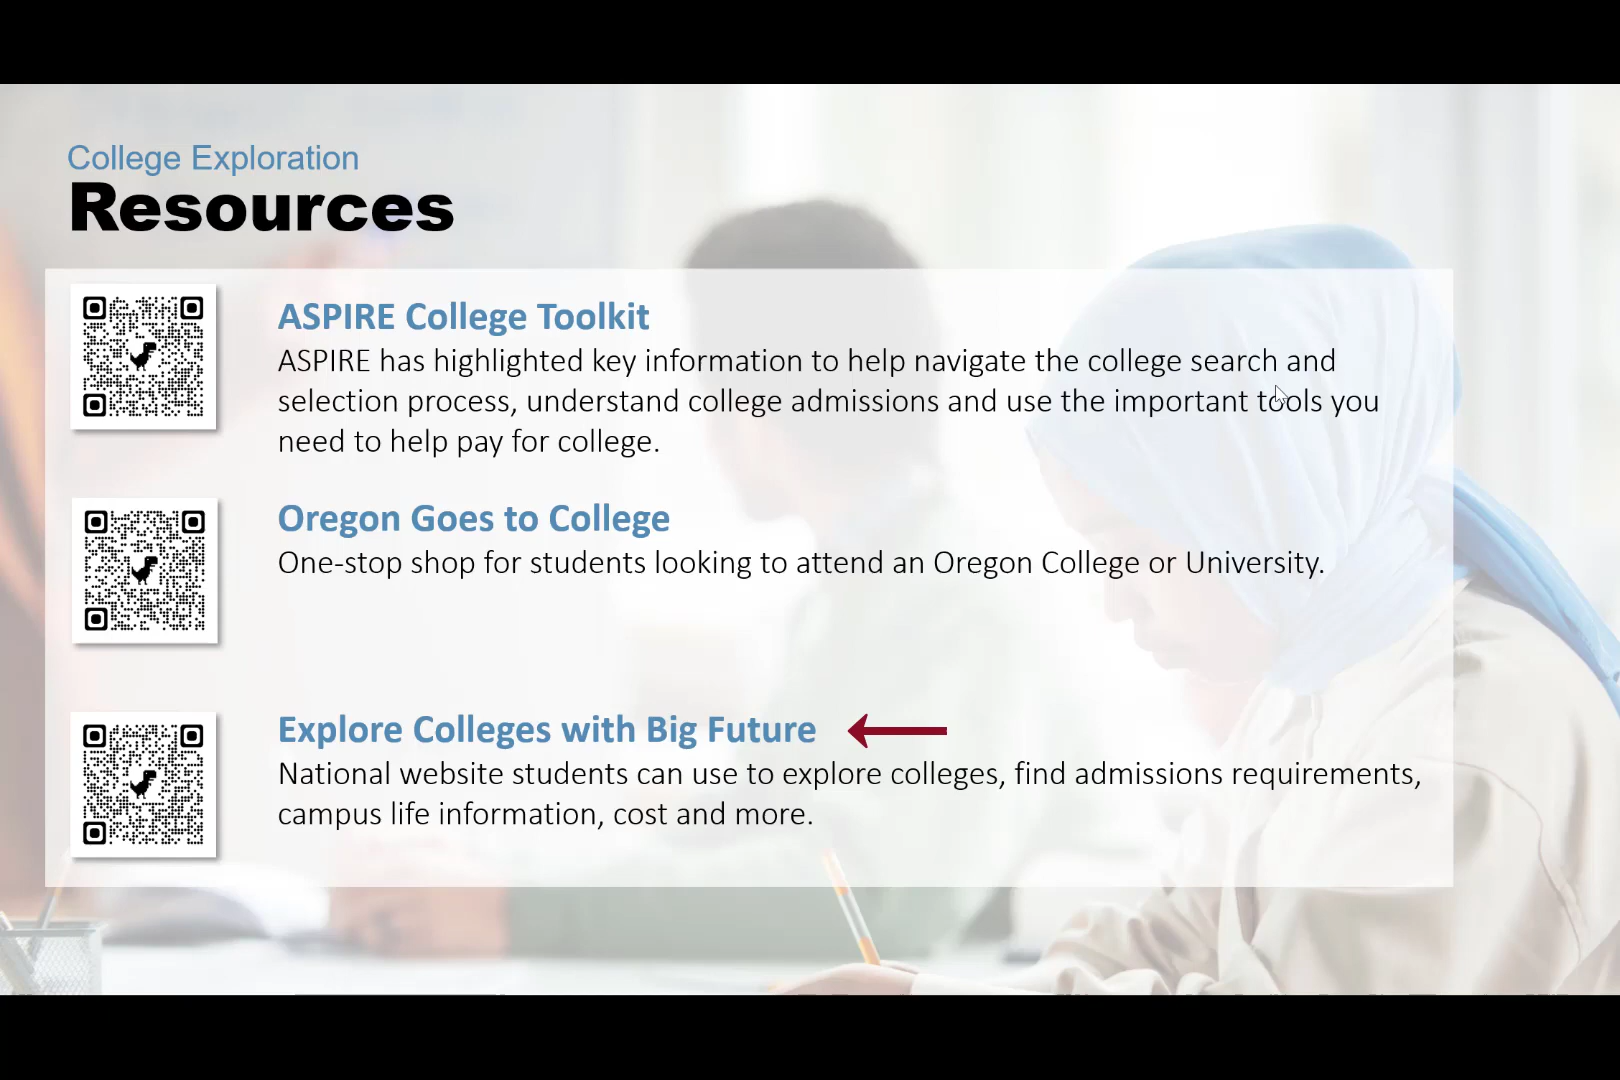 College Exploration
Resources
ASPIRE College Toolkit
ASPIRE has highlighted key information to help navigate the college search and
selection process, understand college admissions and use the important tools you
need to help pay for college.
Oregon Goes to College
One-stop shop for students looking to attend an Oregon College or University.
Explore Colleges with Big Future
National website students can use to explore colleges, find admissions requirements,
campus life information, cost and more.